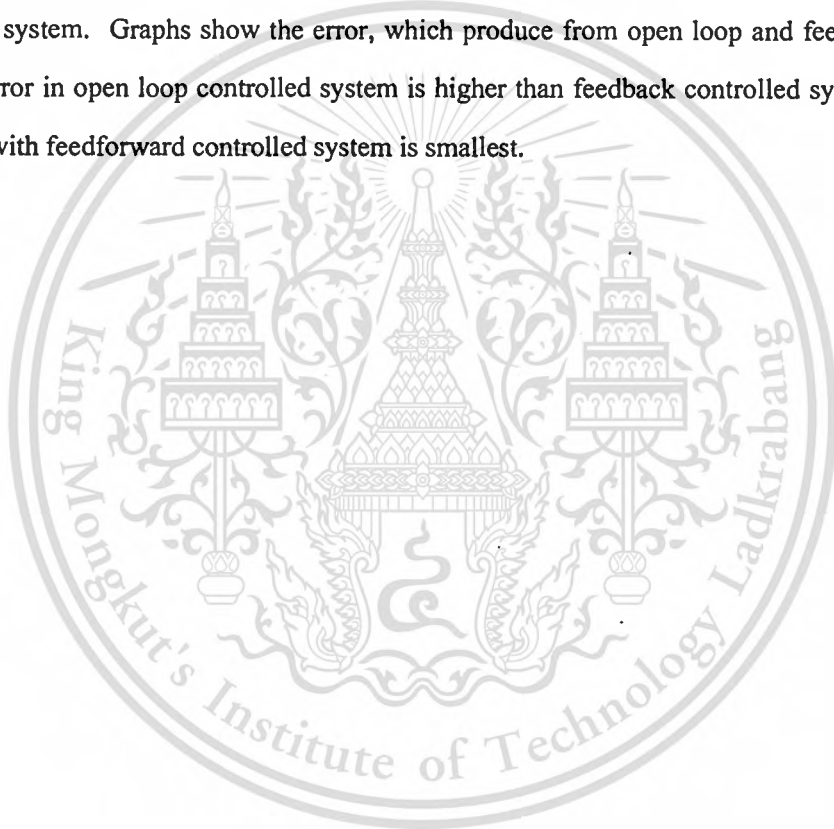 system. Graphs show the error, which produce from open loop and fee
ror in open loop controlled system is higher than feedback controlled sy
with feedforward controlled system is smallest.
King Mongkut's Institute of Technology Ladkrabang